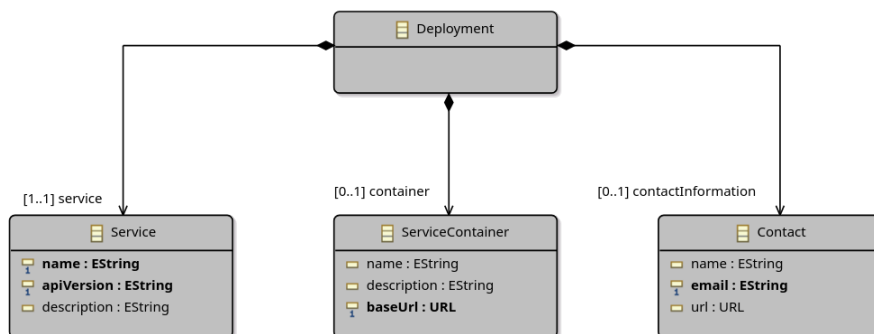 Deployment
[1..1] service
[0..1] container
[0..1] contactInformation
Service
name : EString
apiVersion : EString
description : EString
ServiceContainer
name : EString
description : EString
baseUrl : URL
Contact
name : EString
email : EString
url : URL